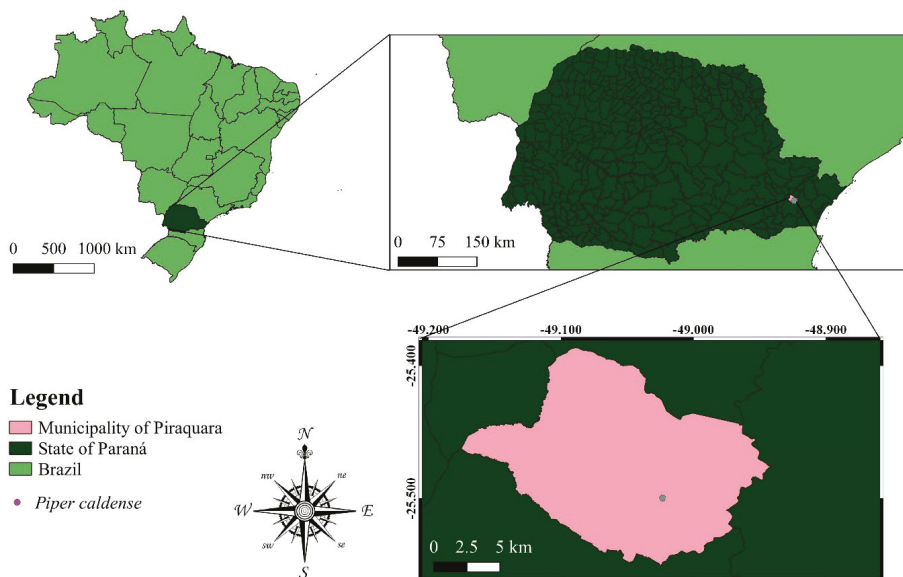 0 500 1000 km
0 75 150 km
-49.200 -49.100 -49.000 -48.900
-25.400
-25.500
0 2.5 5 km
Legend
Municipality of Piraquara
State of Paraná
Brazil
Piper caldense
N
nw ne
W E
sw se
S